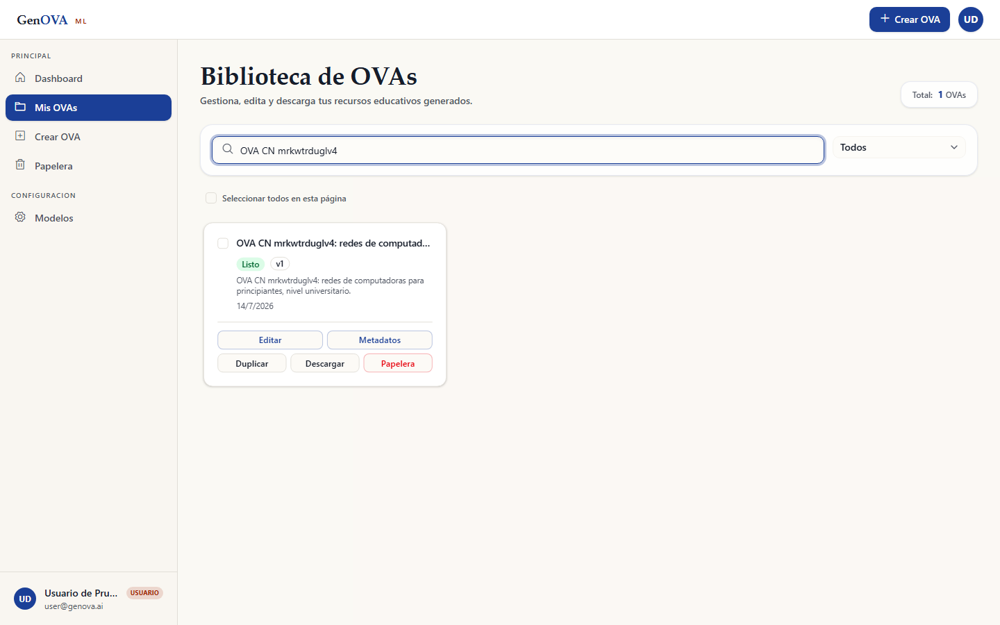 GenOVA ML
+ Crear OVA
UD
PRINCIPAL
Dashboard
Mis OVAs
Crear OVA
Papelera
CONFIGURACION
Modelos
Biblioteca de OVAs
Gestiona, edita y descarga tus recursos educativos generados.
Total: 1 OVAs
OVA CN mrkwtrduglv4
Todos
Seleccionar todos en esta página
OVA CN mrkwtrduglv4: redes de computad...
Listo v1
OVA CN mrkwtrduglv4: redes de computadoras para
principiantes, nivel universitario.
14/7/2026
Editar Metadatos
Duplicar Descargar Papelera
UD
Usuario de Pru... USUARIO
user@genova.ai